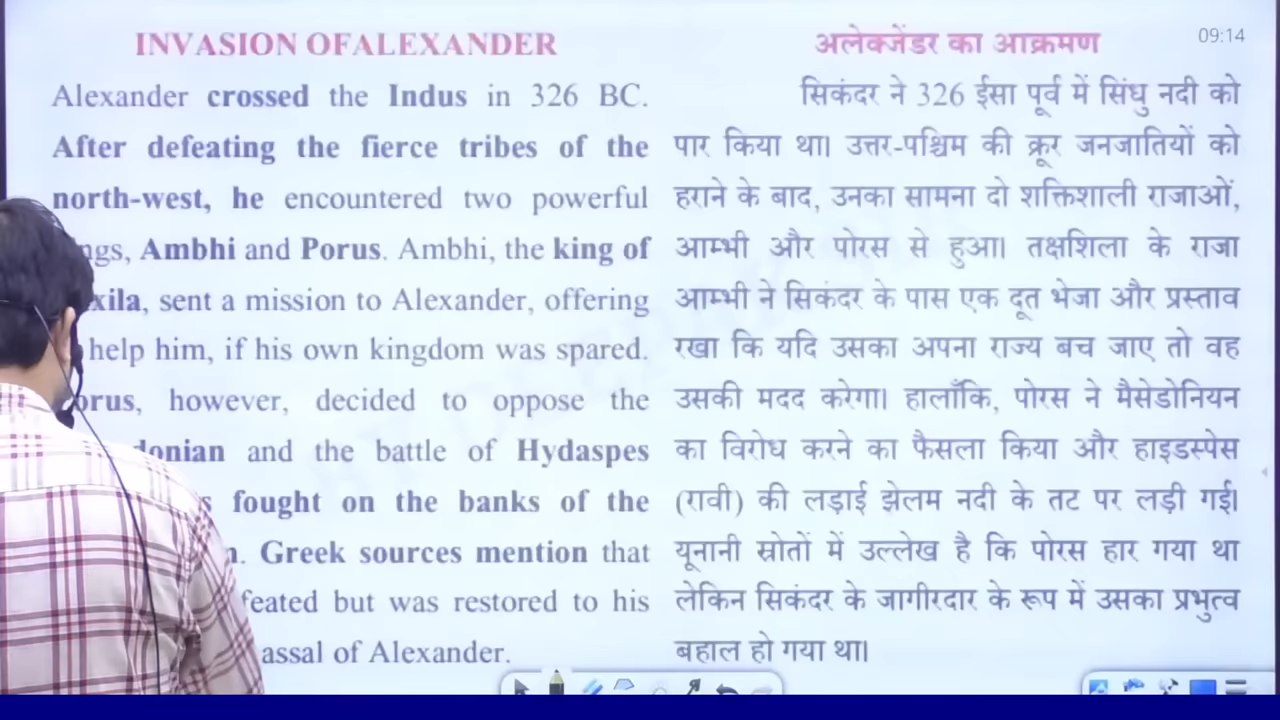 INVASION OFALEXANDER
Alexander crossed the Indus in 326 BC.
After defeating the fierce tribes of the
north-west, he encountered two powerful
ngs, Ambhi and Porus. Ambhi, the king of
xila, sent a mission to Alexander, offering
help him, if his own kingdom was spared.
orus, however, decided to oppose the
donian and the battle of Hydaspes
s fought on the banks of the
n. Greek sources mention that
feated but was restored to his
assal of Alexander.
अलेक्जेंडर का आक्रमण
09:14
सिकंदर ने 326 ईसा पूर्व में सिंधु नदी को
पार किया था। उत्तर-पश्चिम की क्रूर जनजातियों को
हराने के बाद, उनका सामना दो शक्तिशाली राजाओं,
आम्भी और पोरस से हुआ। तक्षशिला के राजा
आम्भी ने सिकंदर के पास एक दूत भेजा और प्रस्ताव
रखा कि यदि उसका अपना राज्य बच जाए तो वह
उसकी मदद करेगा। हालाँकि, पोरस ने मैसेडोनियन
का विरोध करने का फैसला किया और हाइडस्पेस
(रावी) की लड़ाई झेलम नदी के तट पर लड़ी गई।
यूनानी स्रोतों में उल्लेख है कि पोरस हार गया था
लेकिन सिकंदर के जागीरदार के रूप में उसका प्रभुत्व
बहाल हो गया था।